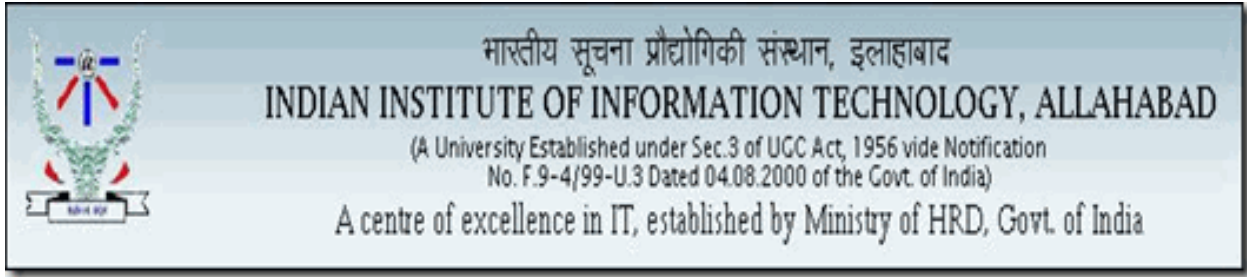 भारतीय सूचना प्रौद्योगिकी संस्थान, इलाहाबाद
INDIAN INSTITUTE OF INFORMATION TECHNOLOGY, ALLAHABAD
(A University Established under Sec.3 of UGC Act, 1956 vide Notification
No. F.9-4/99-U.3 Dated 04.08.2000 of the Govt. of India)
A centre of excellence in IT, established by Ministry of HRD, Govt. of India
@